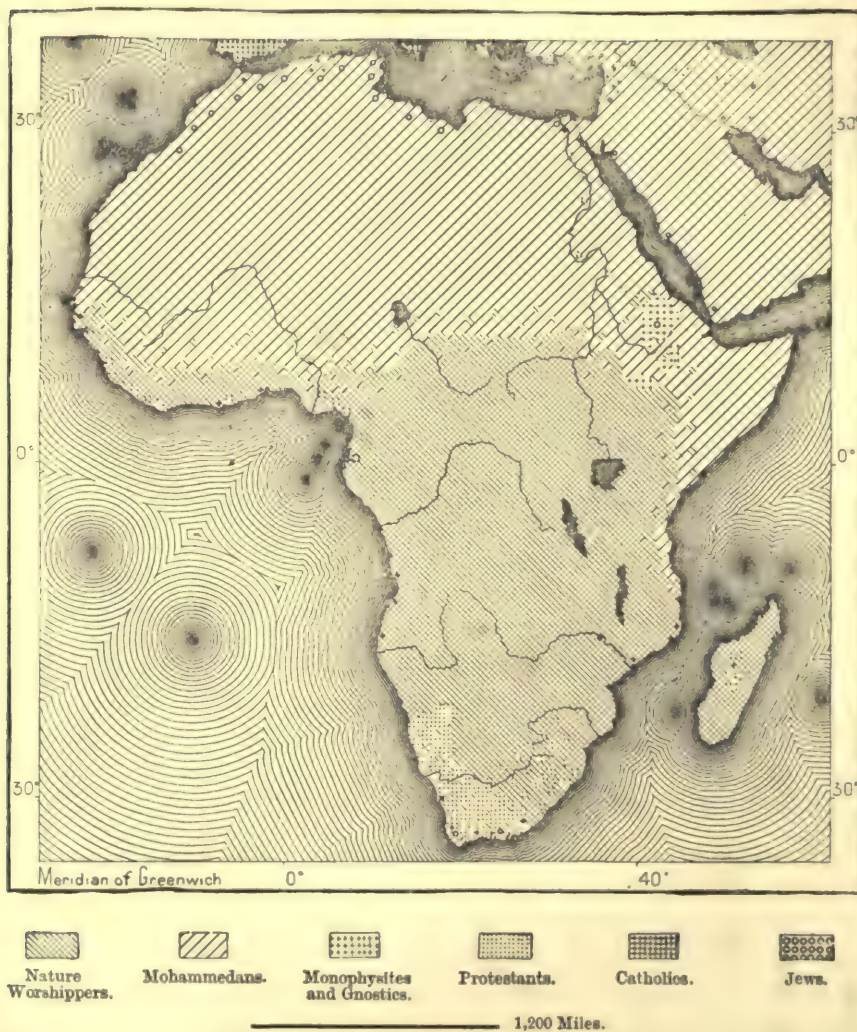 30°
30°
0°
0°
30°
30°
Meridian of Greenwich
0°
40°
Nature
Worshippers.
Mohammedans.
Monophysites
and Gnostics.
Protestants.
Catholics.
Jews.
1,200 Miles.